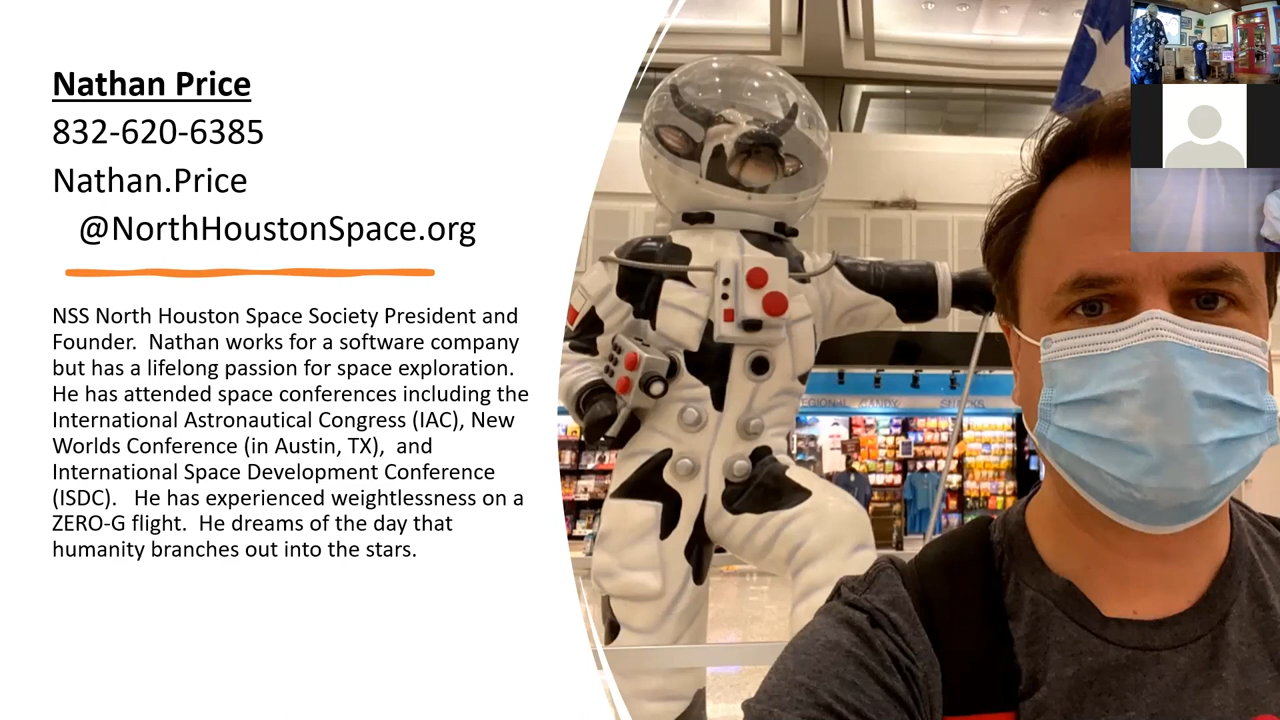 Nathan Price
832-620-6385
Nathan.Price
@NorthHoustonSpace.org
NSS North Houston Space Society President and
Founder.  Nathan works for a software company
but has a lifelong passion for space exploration.
He has attended space conferences including the
International Astronautical Congress (IAC), New
Worlds Conference (in Austin, TX),  and
International Space Development Conference
(ISDC).   He has experienced weightlessness on a
ZERO-G flight.  He dreams of the day that
humanity branches out into the stars.
REGIONAL CANDY SNACKS